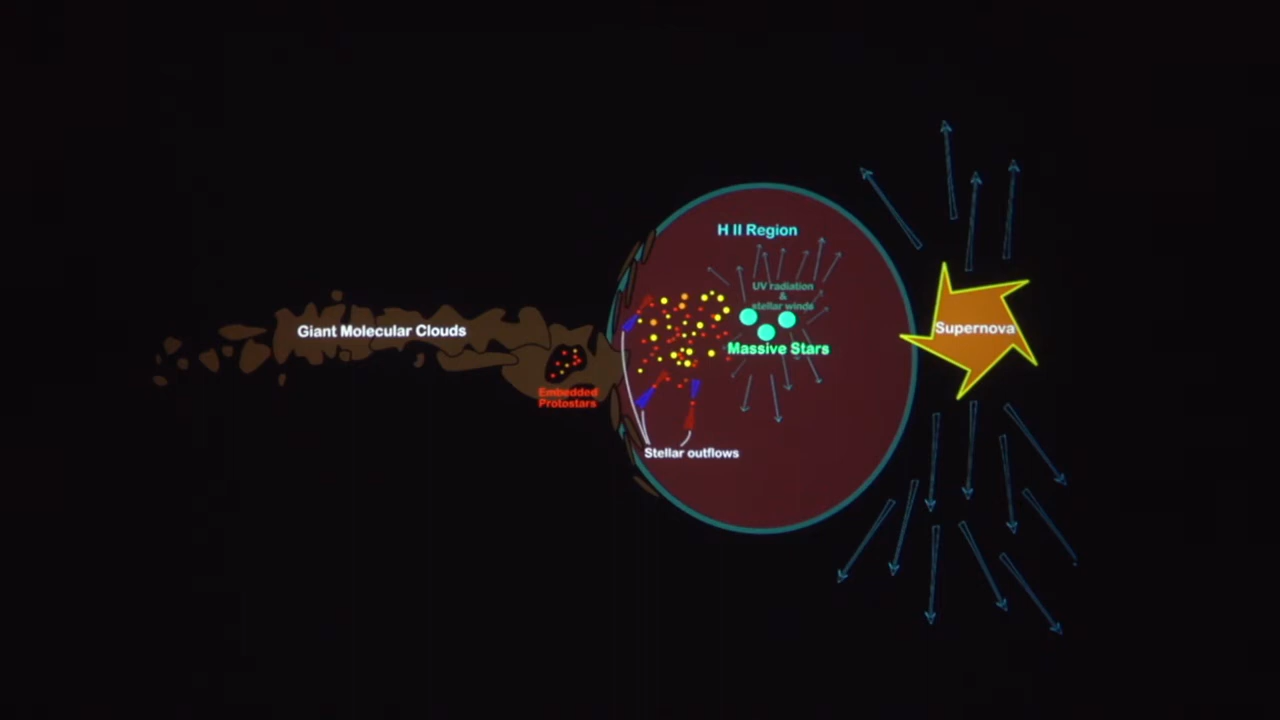 H II Region
UV radiation
&
stellar winds
Supernova
Giant Molecular Clouds
Massive Stars
Embedded
Protostars
Stellar outflows